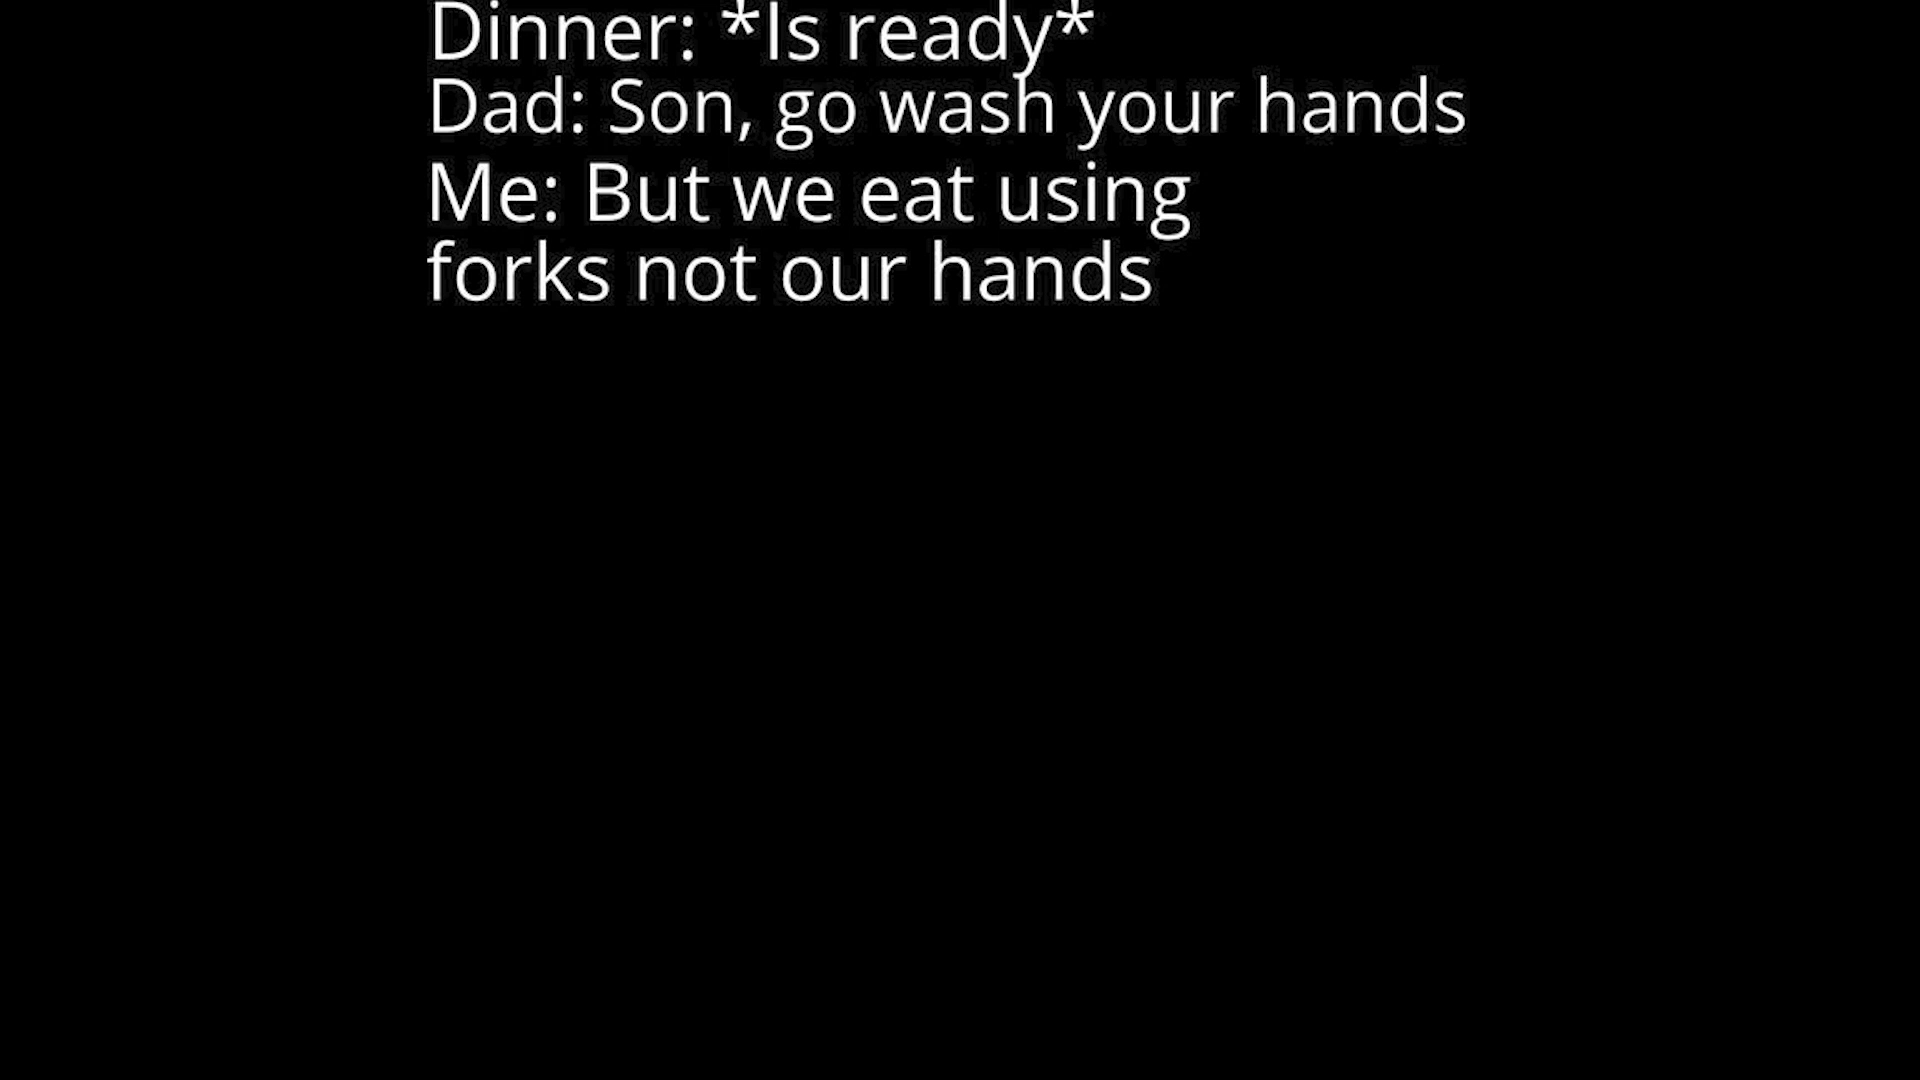 Dinner: *Is ready*
Dad: Son, go wash your hands
Me: But we eat using
forks not our hands